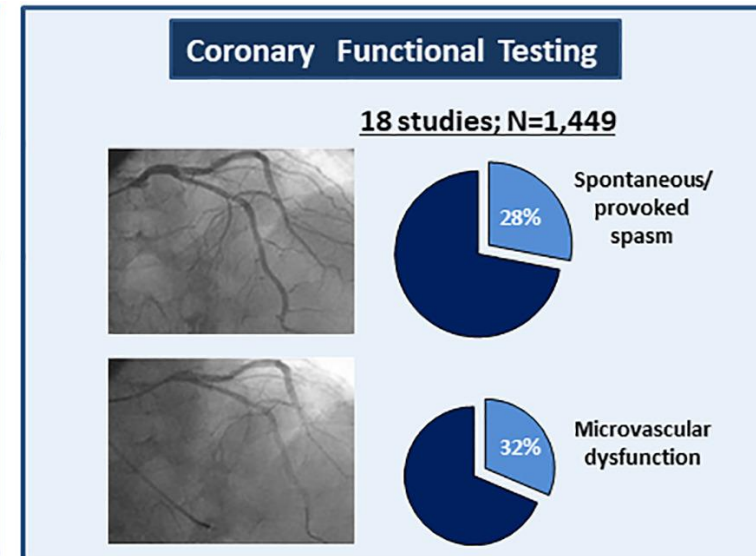 Coronary Functional Testing
18 studies; N=1,449
28%
Spontaneous/
provoked
spasm
32%
Microvascular
dysfunction